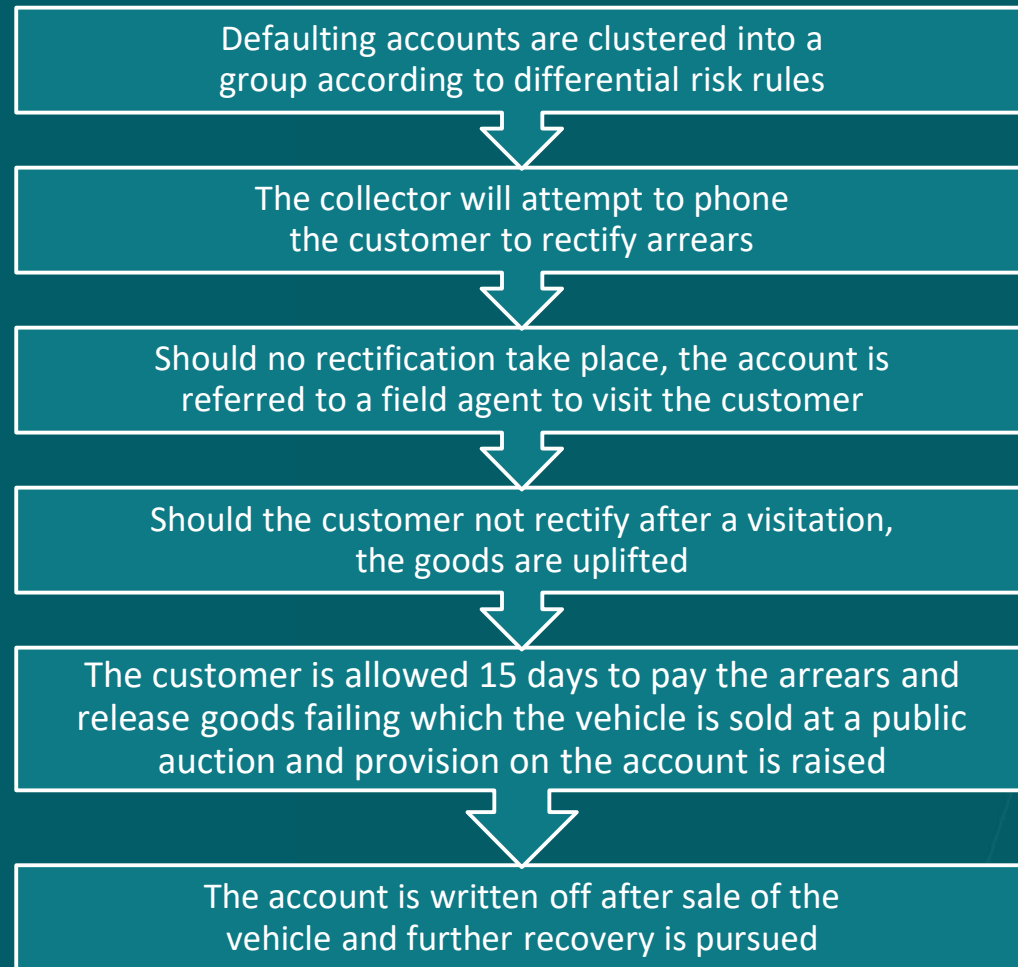 Defaulting accounts are clustered into a
group according to differential risk rules
The collector will attempt to phone
the customer to rectify arrears
Should no rectification take place, the account is
referred to a field agent to visit the customer
Should the customer not rectify after a visitation,
the goods are uplifted
The customer is allowed 15 days to pay the arrears and
release goods failing which the vehicle is sold at a public
auction and provision on the account is raised
The account is written off after sale of the
vehicle and further recovery is pursued